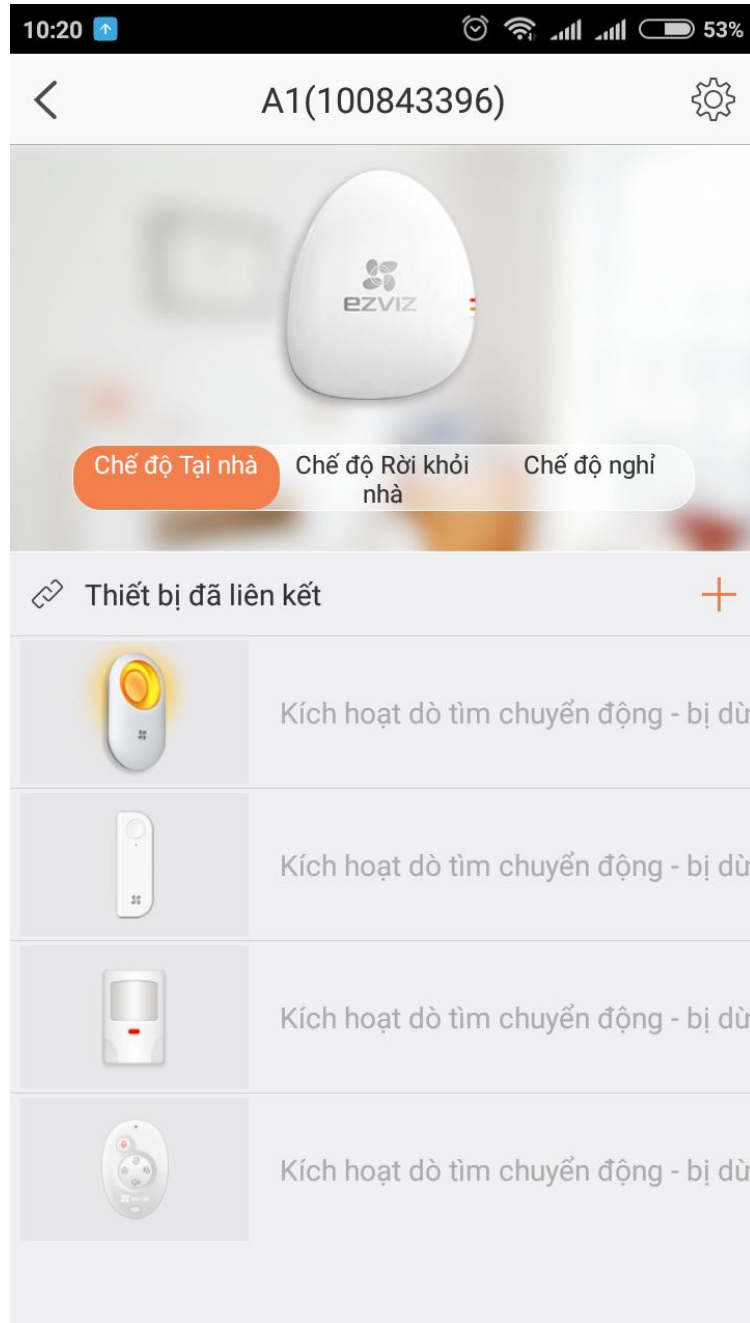 10:20
53%
A1(100843396)
ezviz
Chế độ Tại nhà
Chế độ Rời khỏi
nhà
Chế độ nghỉ
Thiết bị đã liên kết
Kích hoạt dò tìm chuyển động - bị dừ
Kích hoạt dò tìm chuyển động - bị dừ
Kích hoạt dò tìm chuyển động - bị dừ
Kích hoạt dò tìm chuyển động - bị dừ